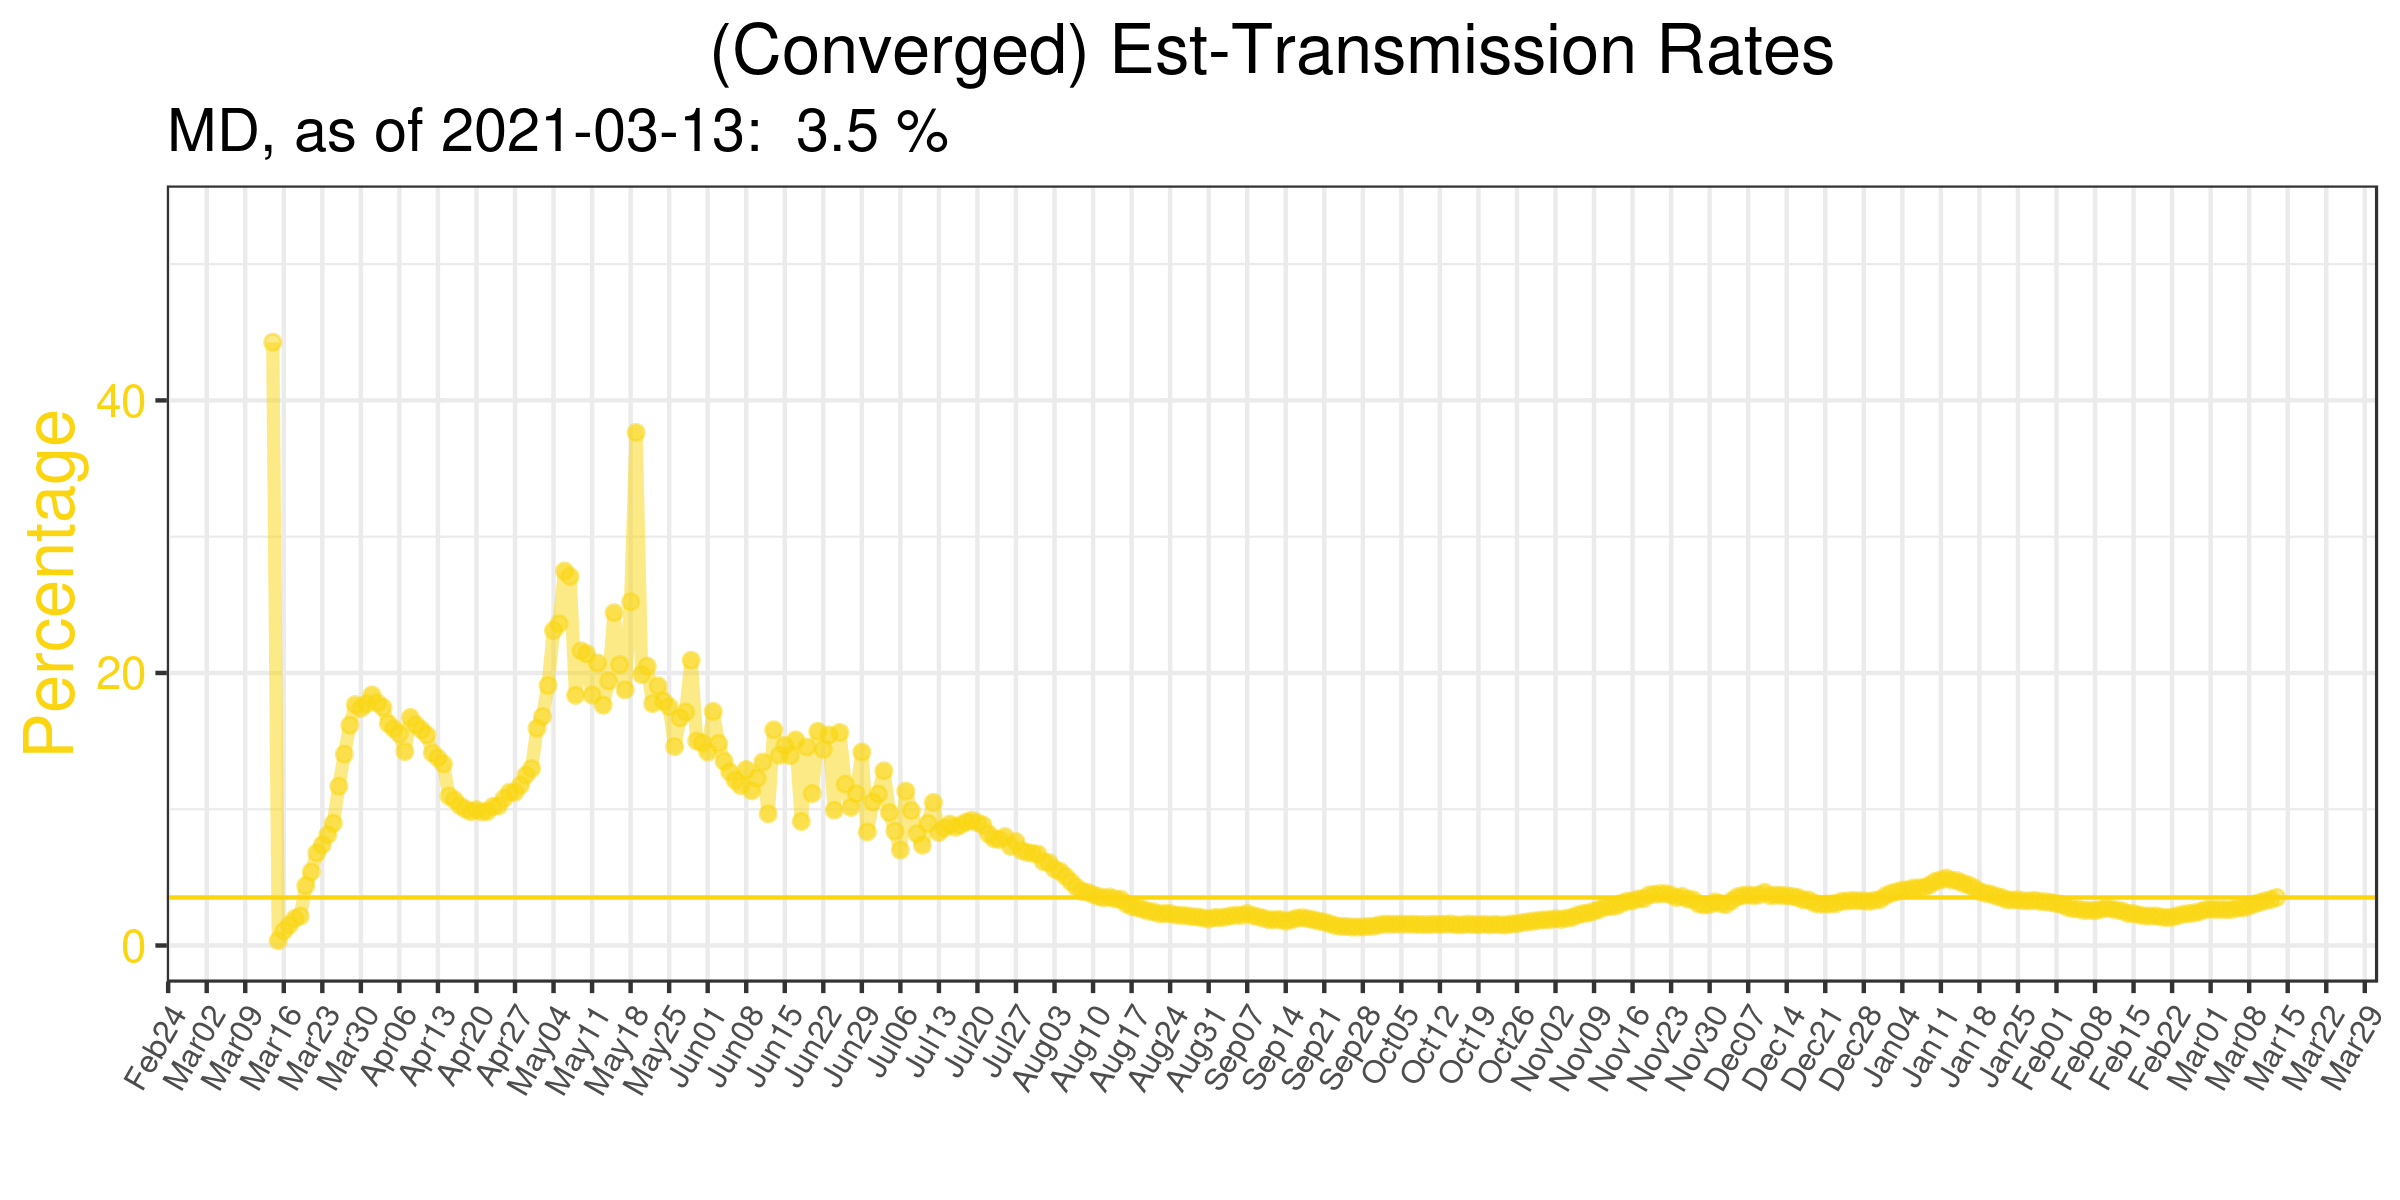 (Converged) Est-Transmission Rates
MD, as of 2021-03-13:  3.5 %
Percentage
40
20
0
Feb24
Mar02
Mar09
Mar16
Mar23
Mar30
Apr06
Apr13
Apr20
Apr27
May04
May11
May18
May25
Jun01
Jun08
Jun15
Jun22
Jun29
Jul06
Jul13
Jul20
Jul27
Aug03
Aug10
Aug17
Aug24
Aug31
Sep07
Sep14
Sep21
Sep28
Oct05
Oct12
Oct19
Oct26
Nov02
Nov09
Nov16
Nov23
Nov30
Dec07
Dec14
Dec21
Dec28
Jan04
Jan11
Jan18
Jan25
Feb01
Feb08
Feb15
Feb22
Mar01
Mar08
Mar15
Mar22
Mar29